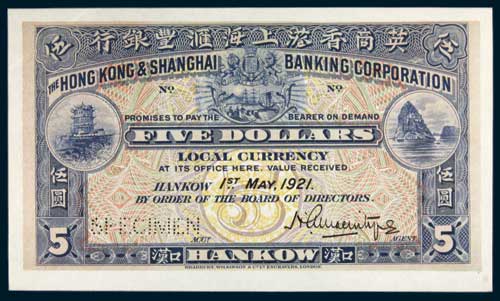 行銀豐滙海上港香商英
伍 伍
THE HONG KONG & SHANGHAI BANKING CORPORATION
No No
PROMISES TO PAY THE BEARER ON DEMAND
FIVE DOLLARS
LOCAL CURRENCY
AT ITS OFFICE HERE. VALUE RECEIVED.
HANKOW 1ST MAY, 1921.
BY ORDER OF THE BOARD OF DIRECTORS.
伍圓 伍圓
SPECIMEN
ACCT AGENT
5 口漢 HANKOW 口漢 5
BRADBURY, WILKINSON & CO LD ENGRAVERS, LONDON.